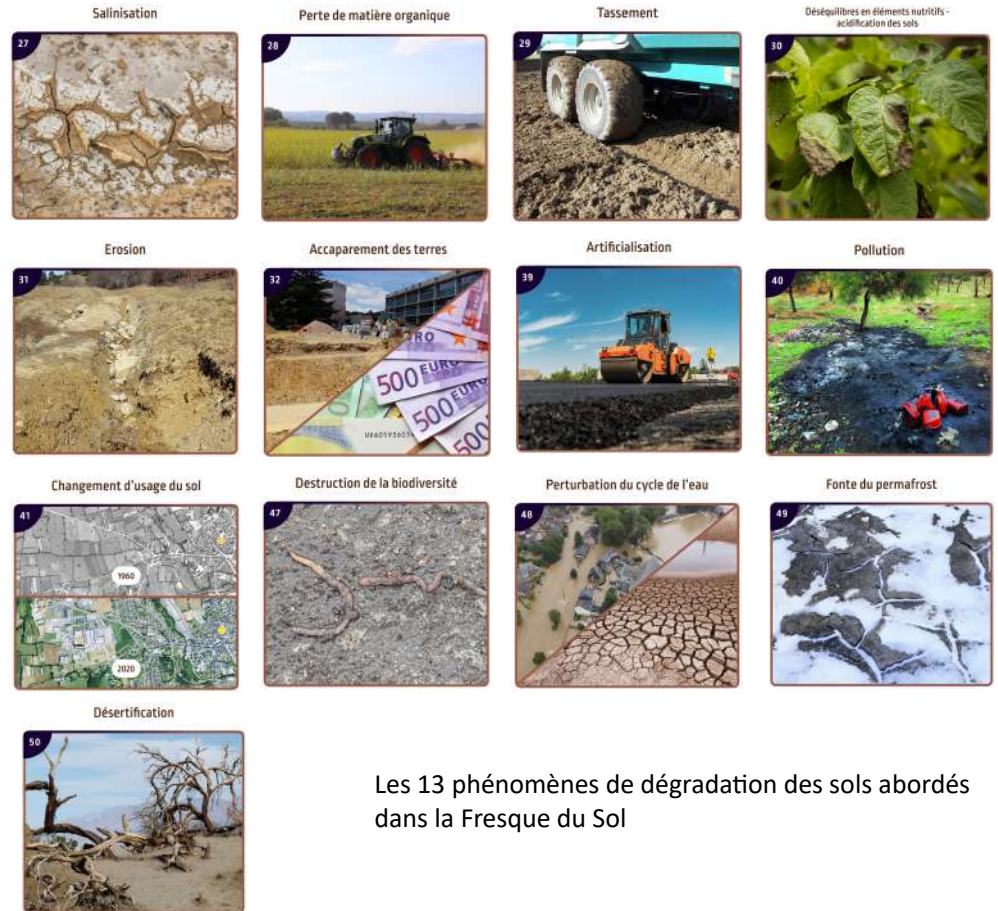 Salinisation
Perte de matière organique
Tassement
Déséquilibres en éléments nutritifs -
acidification des sols
27
28
29
30
Erosion
Accaparement des terres
Artificialisation
Pollution
31
32
39
40
500 EURO
500 EURO
500
Changement d'usage du sol
Destruction de la biodiversité
Perturbation du cycle de l'eau
Fonte du permafrost
41
47
48
49
1960
2020
Désertification
50
Les 13 phénomènes de dégradation des sols abordés
dans la Fresque du Sol